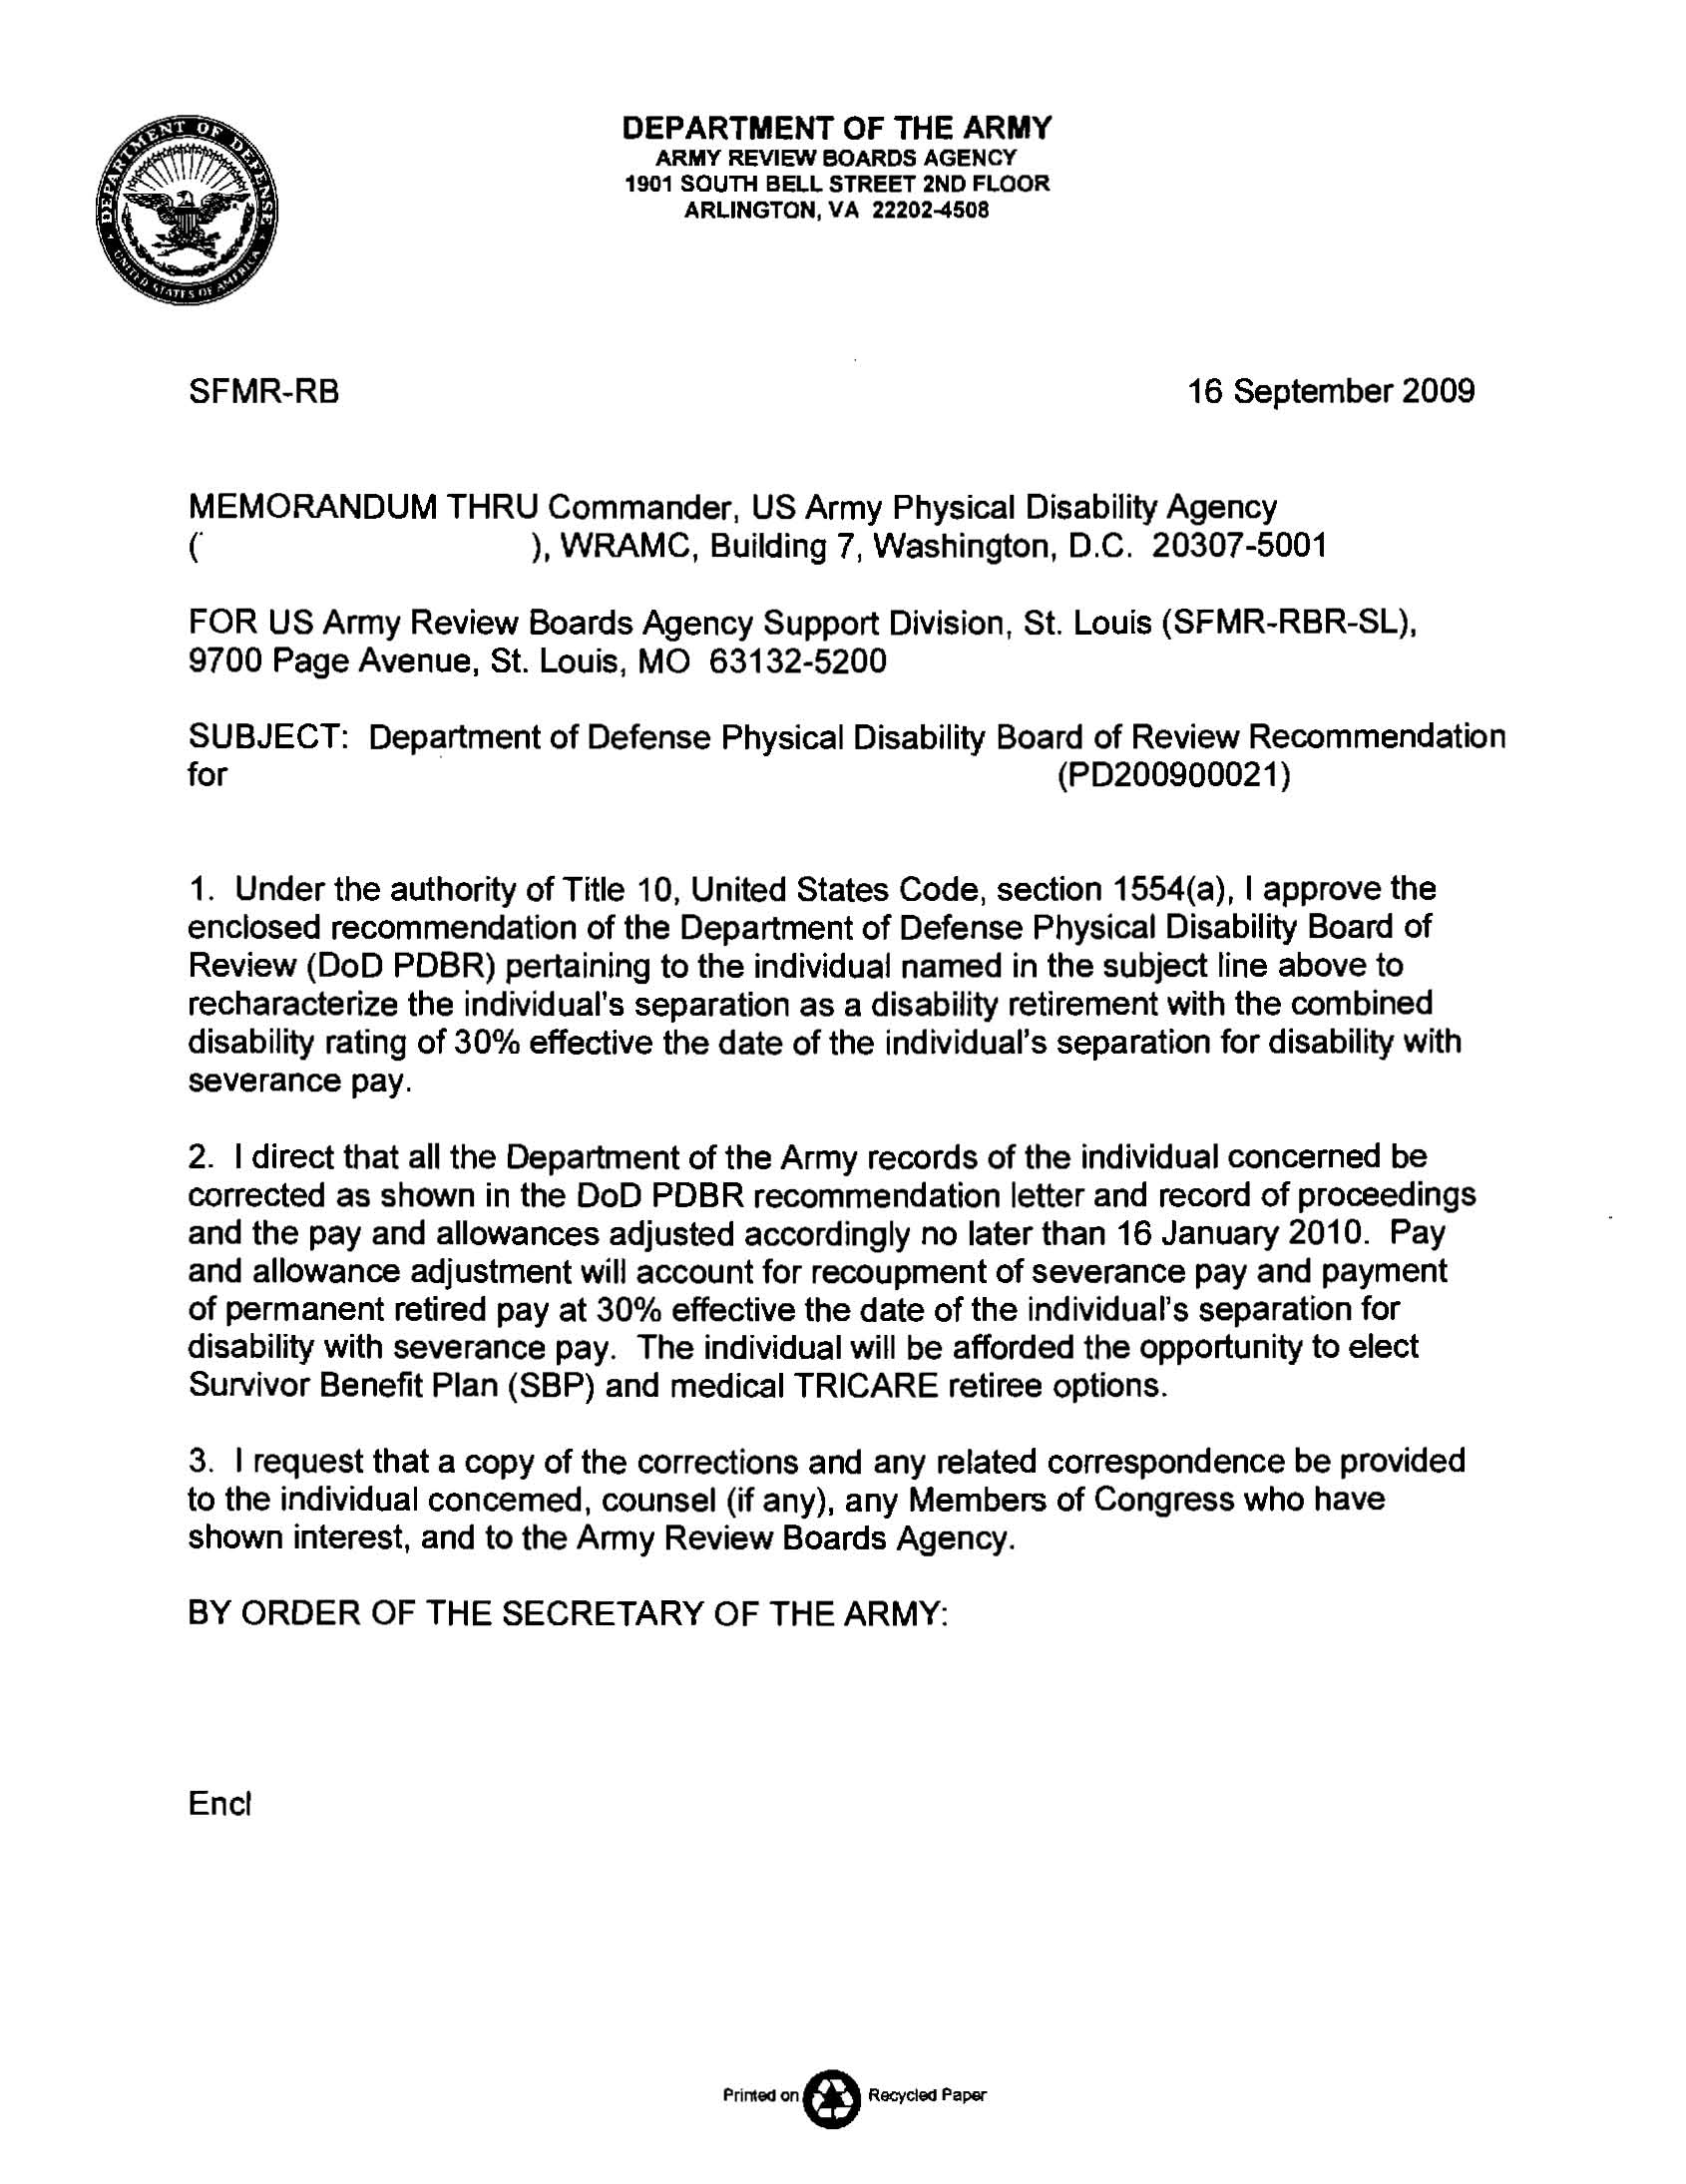 DEPARTMENT OF DEFENSE
UNITED STATES OF AMERICA
DEPARTMENT OF THE ARMY
ARMY REVIEW BOARDS AGENCY
1901 SOUTH BELL STREET 2ND FLOOR
ARLINGTON, VA 22202-4508
SFMR-RB 16 September 2009
MEMORANDUM THRU Commander, US Army Physical Disability Agency
( ), WRAMC, Building 7, Washington, D.C. 20307-5001
FOR US Army Review Boards Agency Support Division, St. Louis (SFMR-RBR-SL),
9700 Page Avenue, St. Louis, MO 63132-5200
SUBJECT: Department of Defense Physical Disability Board of Review Recommendation
for (PD200900021)
1. Under the authority of Title 10, United States Code, section 1554(a), I approve the
enclosed recommendation of the Department of Defense Physical Disability Board of
Review (DoD PDBR) pertaining to the individual named in the subject line above to
recharacterize the individual's separation as a disability retirement with the combined
disability rating of 30% effective the date of the individual's separation for disability with
severance pay.
2. I direct that all the Department of the Army records of the individual concerned be
corrected as shown in the DoD PDBR recommendation letter and record of proceedings
and the pay and allowances adjusted accordingly no later than 16 January 2010. Pay
and allowance adjustment will account for recoupment of severance pay and payment
of permanent retired pay at 30% effective the date of the individual's separation for
disability with severance pay. The individual will be afforded the opportunity to elect
Survivor Benefit Plan (SBP) and medical TRICARE retiree options.
3. I request that a copy of the corrections and any related correspondence be provided
to the individual concerned, counsel (if any), any Members of Congress who have
shown interest, and to the Army Review Boards Agency.
BY ORDER OF THE SECRETARY OF THE ARMY:
Encl
Printed on Recycled Paper